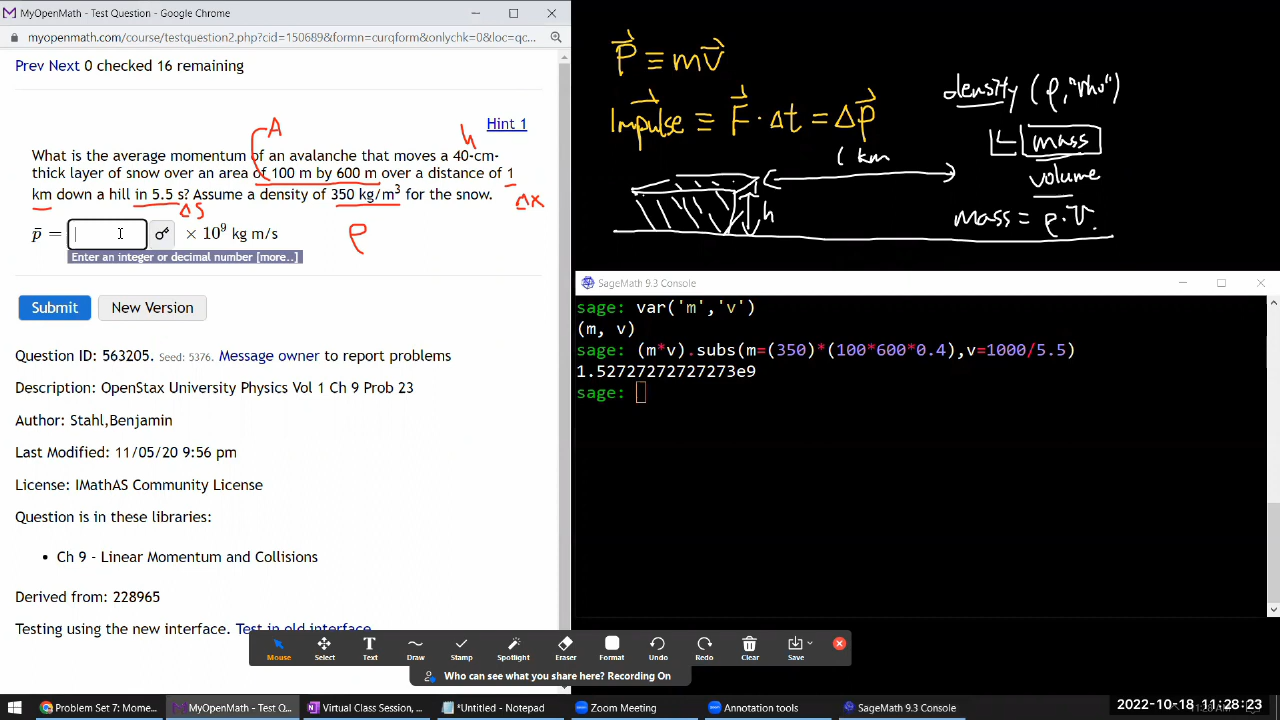 MyOpenMath - Test Question - Google Chrome
myopenmath.com/course/testquestion2.php?cid=150689&formn=curqform&onlychk=0&loc=qc...
Prev Next 0 checked 16 remaining
A
h
Hint 1
What is the average momentum of an avalanche that moves a 40-cm-
thick layer of snow over an area of 100 m by 600 m over a distance of 1
km down a hill in 5.5 s? Assume a density of 350 kg/m³ for the snow.
Δs
Δx
ρ
p̄ = × 10⁹ kg m/s
Enter an integer or decimal number [more..]
Submit New Version
Question ID: 563205. Seed: 5376. Message owner to report problems
Description: OpenStax University Physics Vol 1 Ch 9 Prob 23
Author: Stahl,Benjamin
Last Modified: 11/05/20 9:56 pm
License: IMathAS Community License
Question is in these libraries:
• Ch 9 - Linear Momentum and Collisions
Derived from: 228965
Testing using the new interface. Test in old interface
P⃗ ≡ mv⃗
Impulse ≡ F⃗ · Δt = ΔP⃗
density (ρ, "rho")
mass
volume
mass = ρ·V.
1 km
h
SageMath 9.3 Console
sage: var('m','v')
(m, v)
sage: (m*v).subs(m=(350)*(100*600*0.4),v=1000/5.5)
1.52727272727273e9
sage:
Mouse Select Text Draw Stamp Spotlight Eraser Format Undo Redo Clear Save
Who can see what you share here? Recording On
Problem Set 7: Mome... MyOpenMath - Test Q... Virtual Class Session, ... *Untitled - Notepad Zoom Meeting Annotation tools SageMath 9.3 Console
2022-10-18 11:28:23